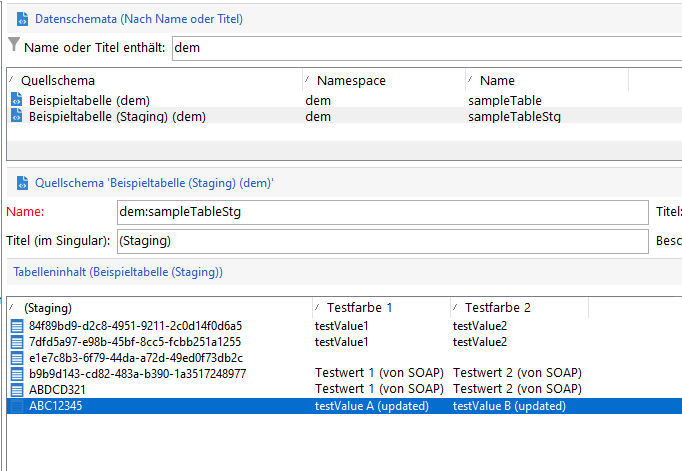 Datenschemata (Nach Name oder Titel)
Name oder Titel enthält: dem
Quellschema Namespace Name
Beispieltabelle (dem) dem sampleTable
Beispieltabelle (Staging) (dem) dem sampleTableStg
Quellschema 'Beispieltabelle (Staging) (dem)'
Name: dem:sampleTableStg Titel:
Titel (im Singular): (Staging) Besc
Tabelleninhalt (Beispieltabelle (Staging))
(Staging) Testfarbe 1 Testfarbe 2
84f89bd9-d2c8-4951-9211-2c0d14f0d6a5 testValue1 testValue2
7dfd5a97-e98b-45bf-8cc5-fcbb251a1255 testValue1 testValue2
e1e7c8b3-6f79-44da-a72d-49ed0f73db2c
b9b9d143-cd82-483a-b390-1a3517248977 Testwert 1 (von SOAP) Testwert 2 (von SOAP)
ABDCD321 Testwert 1 (von SOAP) Testwert 2 (von SOAP)
ABC12345 testValue A (updated) testValue B (updated)